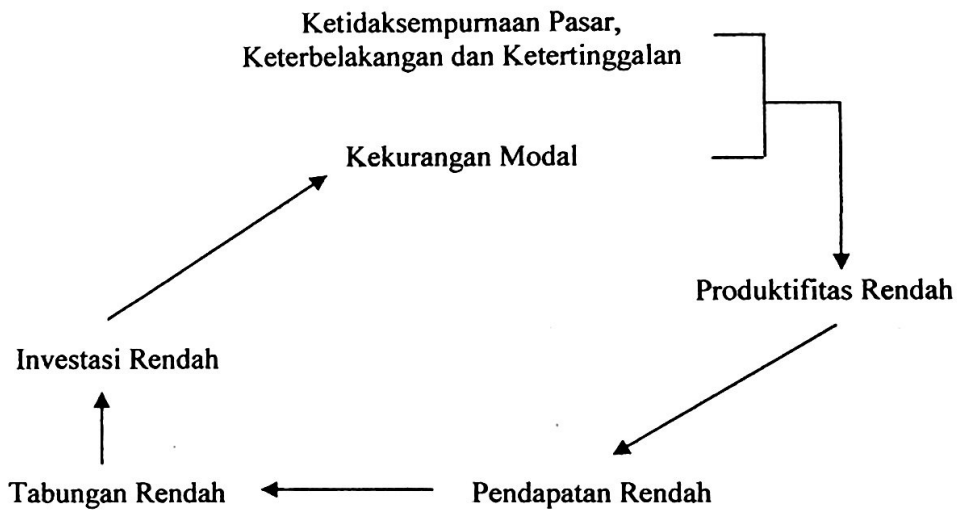 Ketidaksempurnaan Pasar,
Keterbelakangan dan Ketertinggalan
Kekurangan Modal
Produktifitas Rendah
Investasi Rendah
Tabungan Rendah
Pendapatan Rendah